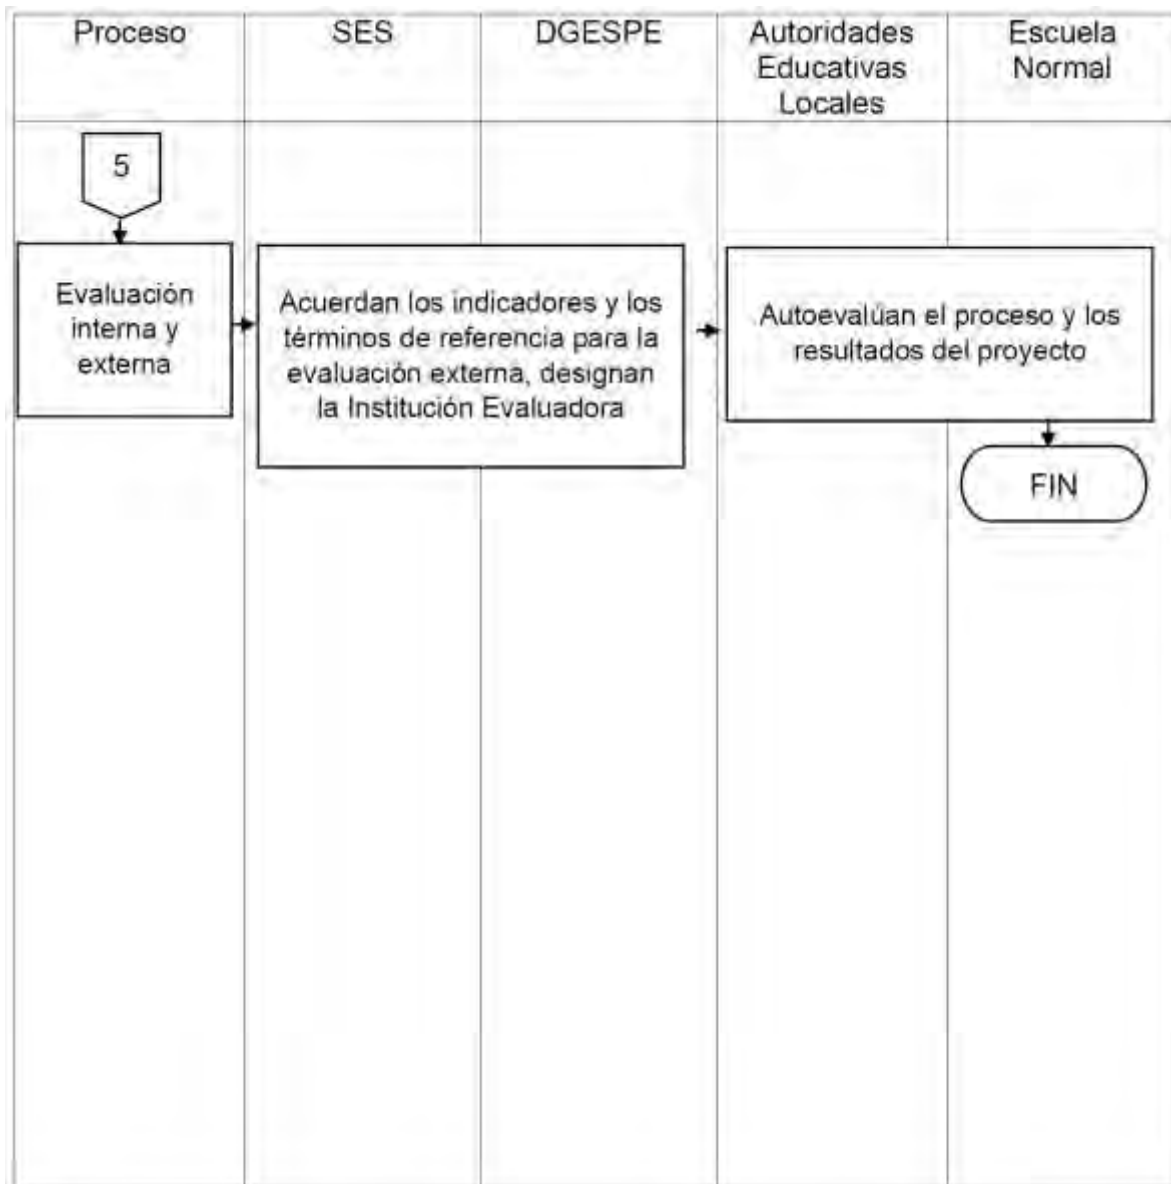 Proceso
SES
DGESPE
Autoridades
Educativas
Locales
Escuela
Normal
5
Evaluación
interna y
externa
Acuerdan los indicadores y los
términos de referencia para la
evaluación externa, designan
la Institución Evaluadora
Autoevalúan el proceso y los
resultados del proyecto
FIN